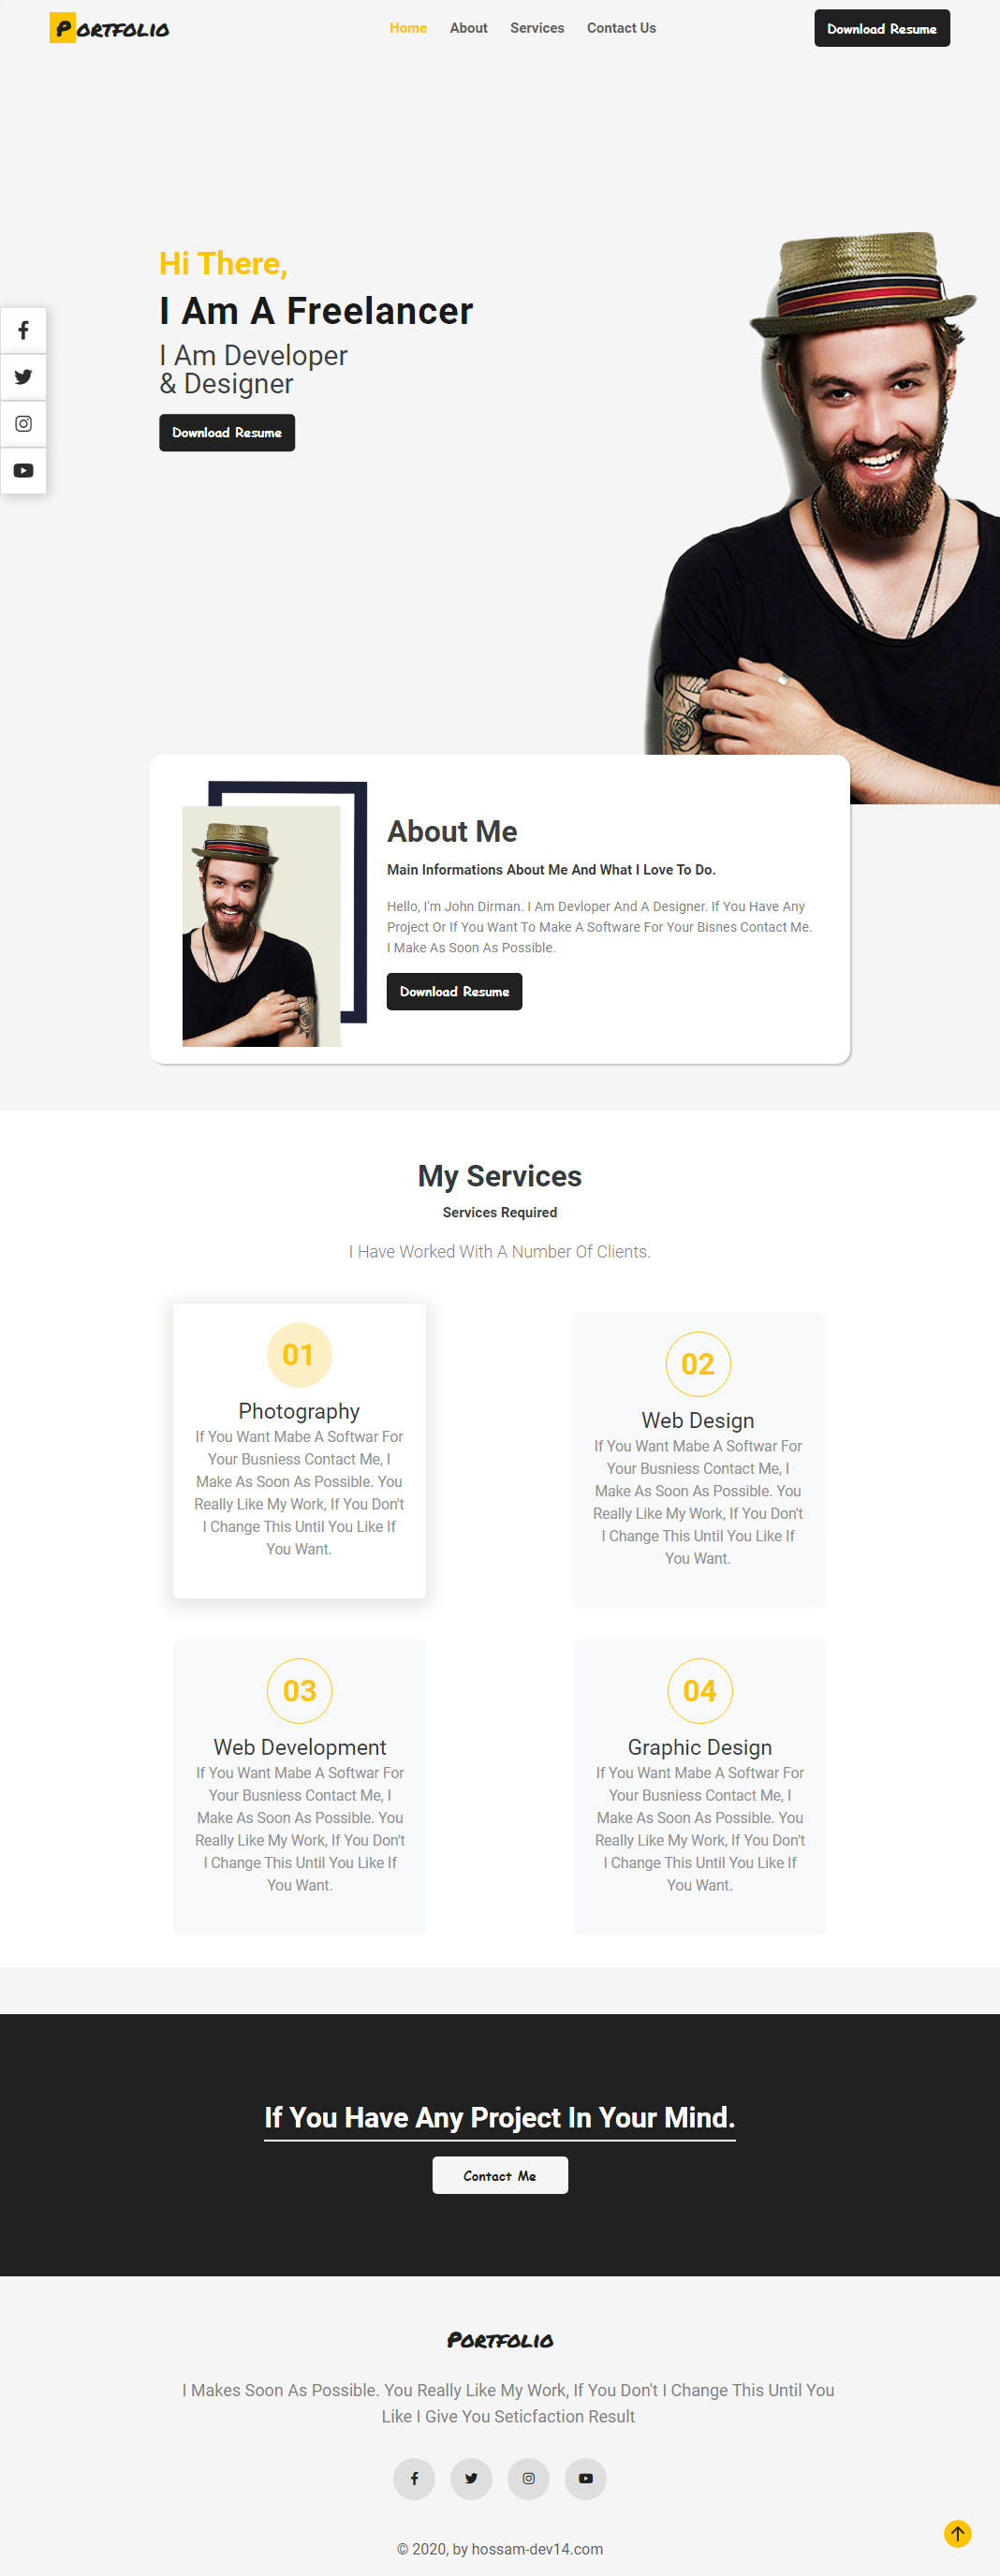 Portfolio
Home About Services Contact Us
Download Resume
Hi There,
I Am A Freelancer
I Am Developer
& Designer
Download Resume
About Me
Main Informations About Me And What I Love To Do.
Hello, I'm John Dirman. I Am Devloper And A Designer. If You Have Any
Project Or If You Want To Make A Software For Your Bisnes Contact Me.
I Make As Soon As Possible.
Download Resume
My Services
Services Required
I Have Worked With A Number Of Clients.
01
Photography
If You Want Mabe A Softwar For
Your Busniess Contact Me, I
Make As Soon As Possible. You
Really Like My Work, If You Don't
I Change This Until You Like If
You Want.
02
Web Design
If You Want Mabe A Softwar For
Your Busniess Contact Me, I
Make As Soon As Possible. You
Really Like My Work, If You Don't
I Change This Until You Like If
You Want.
03
Web Development
If You Want Mabe A Softwar For
Your Busniess Contact Me, I
Make As Soon As Possible. You
Really Like My Work, If You Don't
I Change This Until You Like If
You Want.
04
Graphic Design
If You Want Mabe A Softwar For
Your Busniess Contact Me, I
Make As Soon As Possible. You
Really Like My Work, If You Don't
I Change This Until You Like If
You Want.
If You Have Any Project In Your Mind.
Contact Me
Portfolio
I Makes Soon As Possible. You Really Like My Work, If You Don't I Change This Until You
Like I Give You Seticfaction Result
© 2020, by hossam-dev14.com